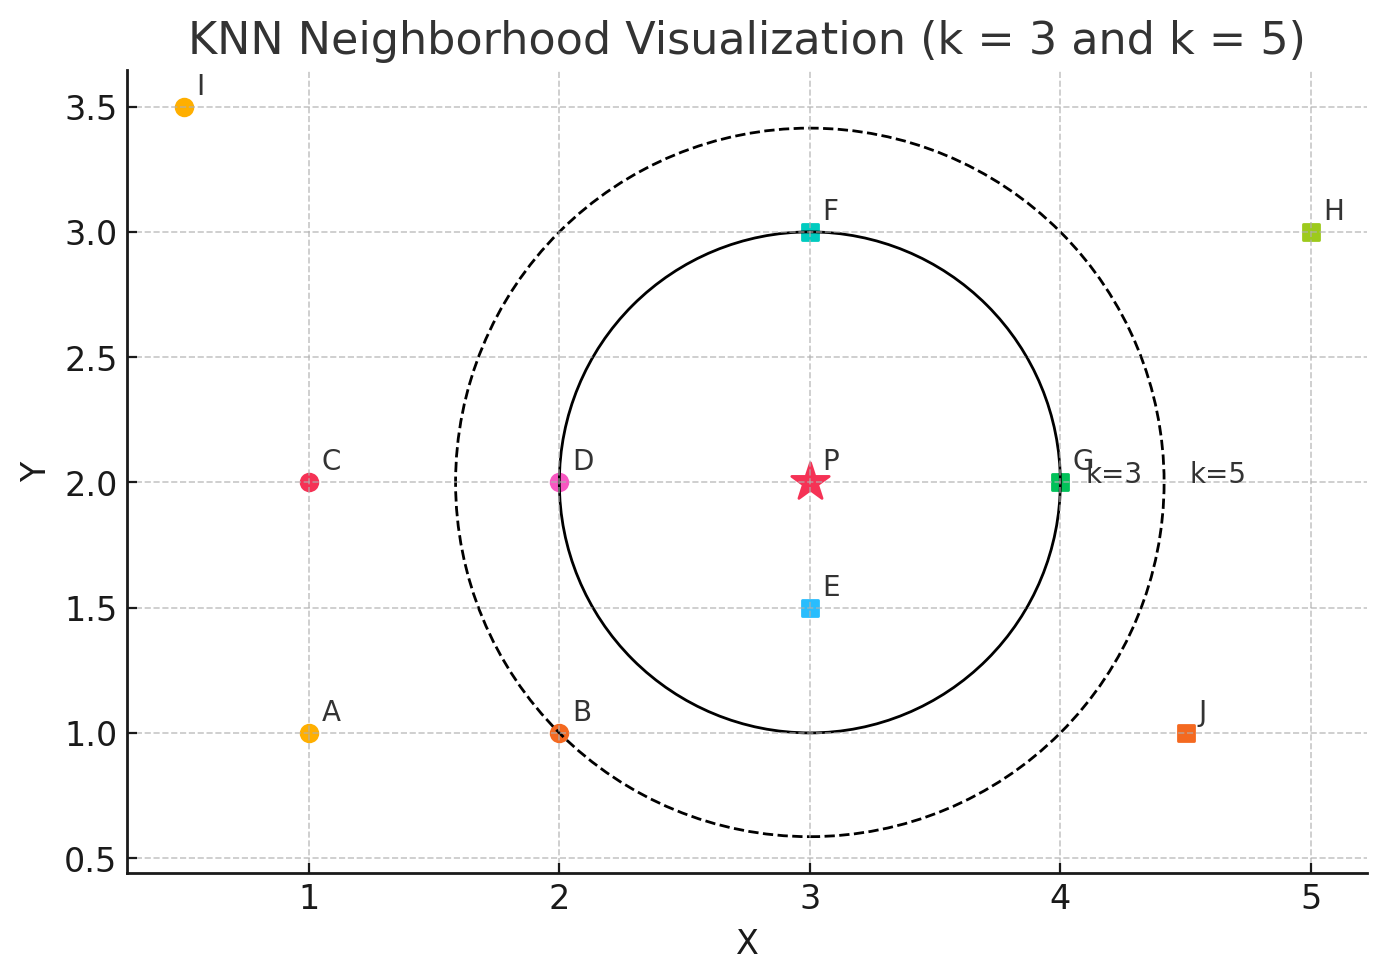 KNN Neighborhood Visualization (k = 3 and k = 5)
I
3.5
F
H
3.0
2.5
C
D
P
G
k=3
k=5
Y
2.0
E
1.5
A
B
J
1.0
0.5
1
2
3
4
5
X